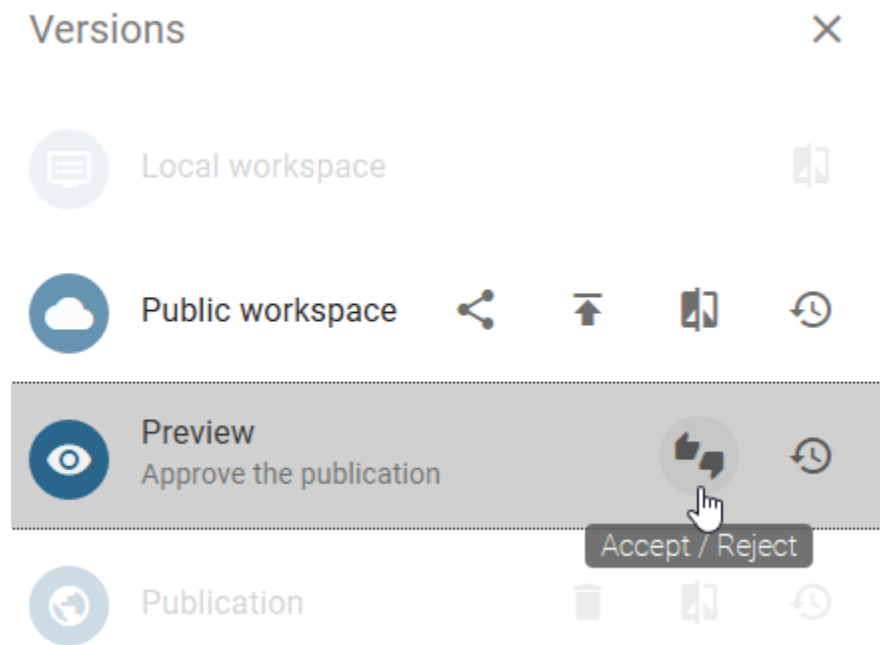 Versions
Local workspace
Public workspace
Preview
Approve the publication
Accept / Reject
Publication